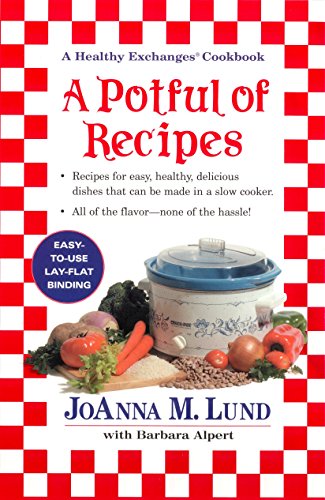 A Healthy Exchanges® Cookbook
A Potful of
Recipes
• Recipes for easy, healthy, delicious
dishes that can be made in a slow cooker.
• All of the flavor—none of the hassle!
EASY-
TO-USE
LAY-FLAT
BINDING
CROCK-POT
JOANNA M. LUND
with Barbara Alpert